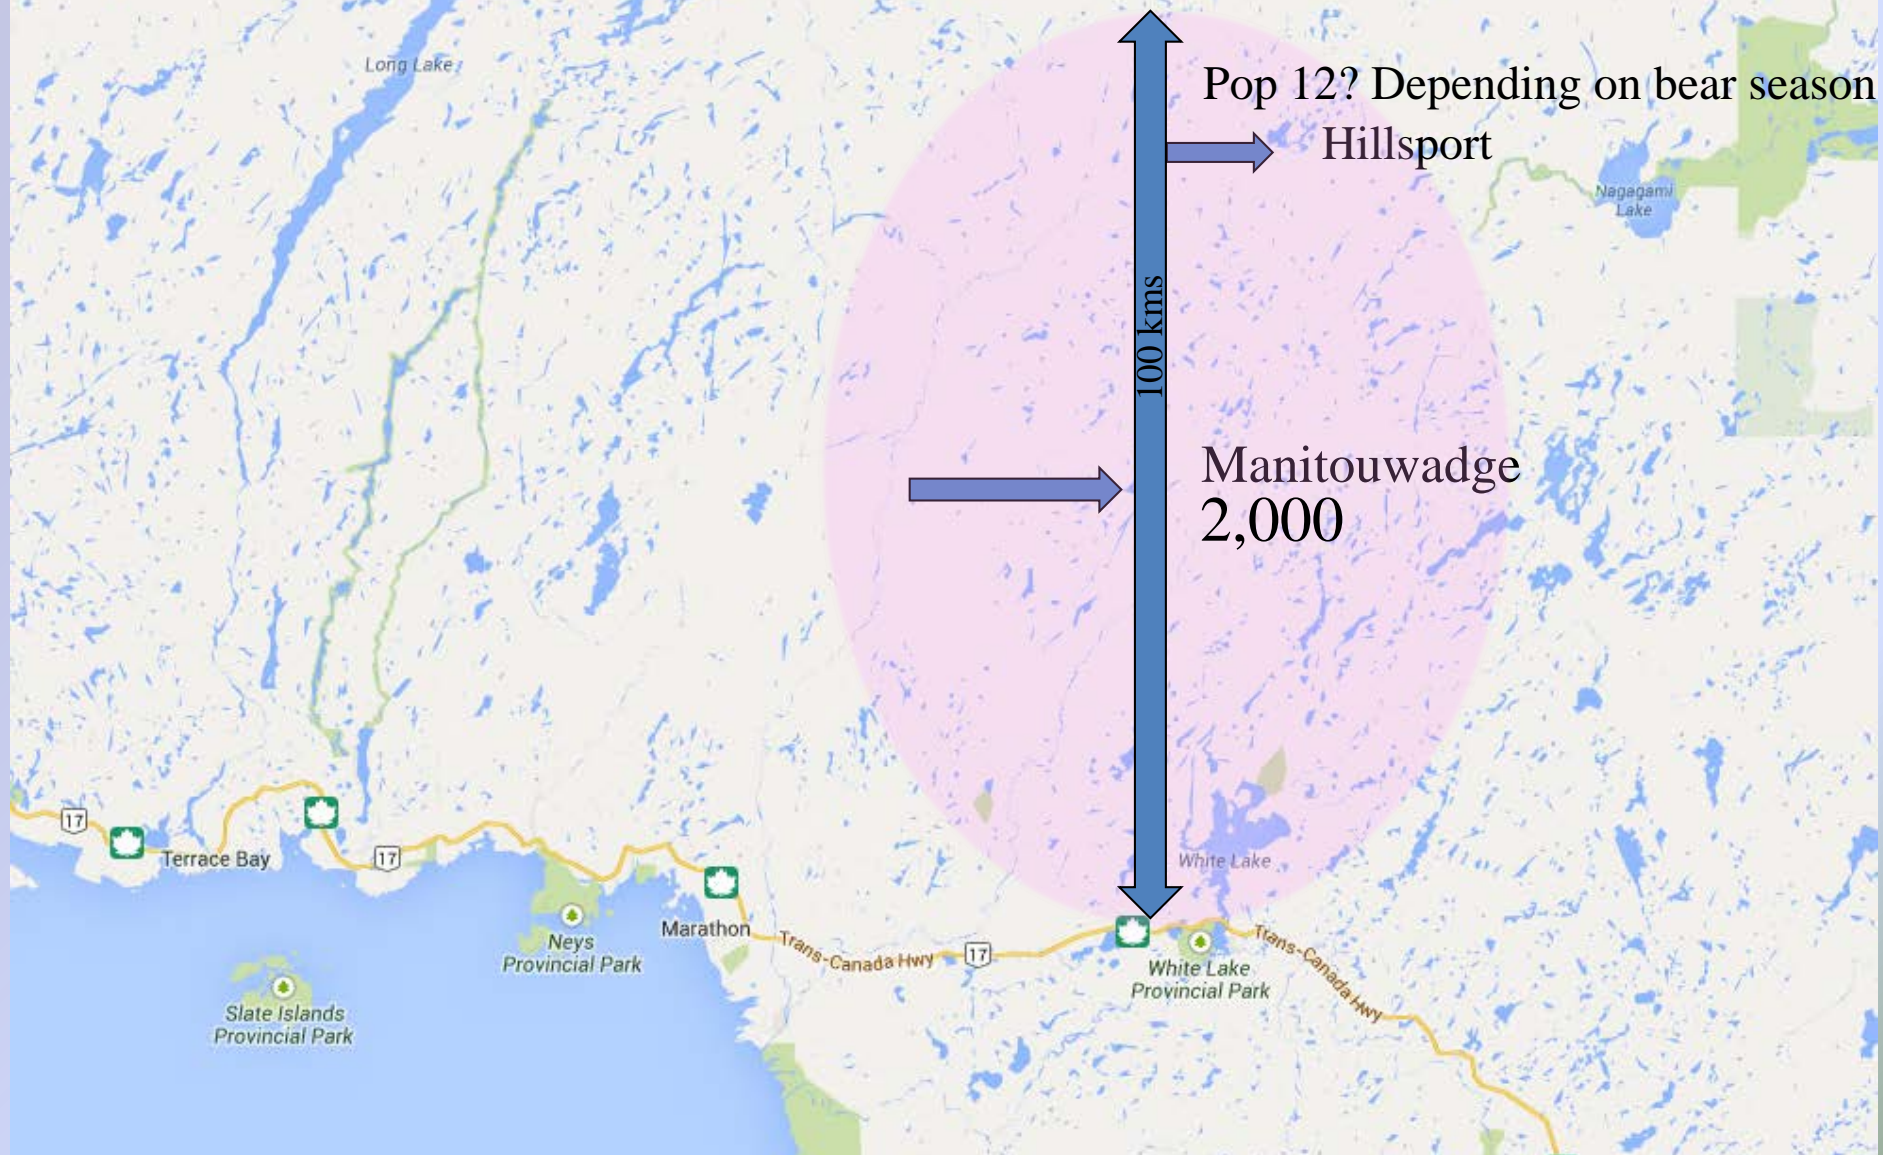 Long Lake
Pop 12? Depending on bear season
Hillsport
Nagagami
Lake
100 kms
Manitouwadge
2,000
17
Terrace Bay
17
White Lake
Marathon
Neys
Provincial Park
Trans-Canada Hwy
17
Trans-Canada Hwy
White Lake
Provincial Park
Slate Islands
Provincial Park